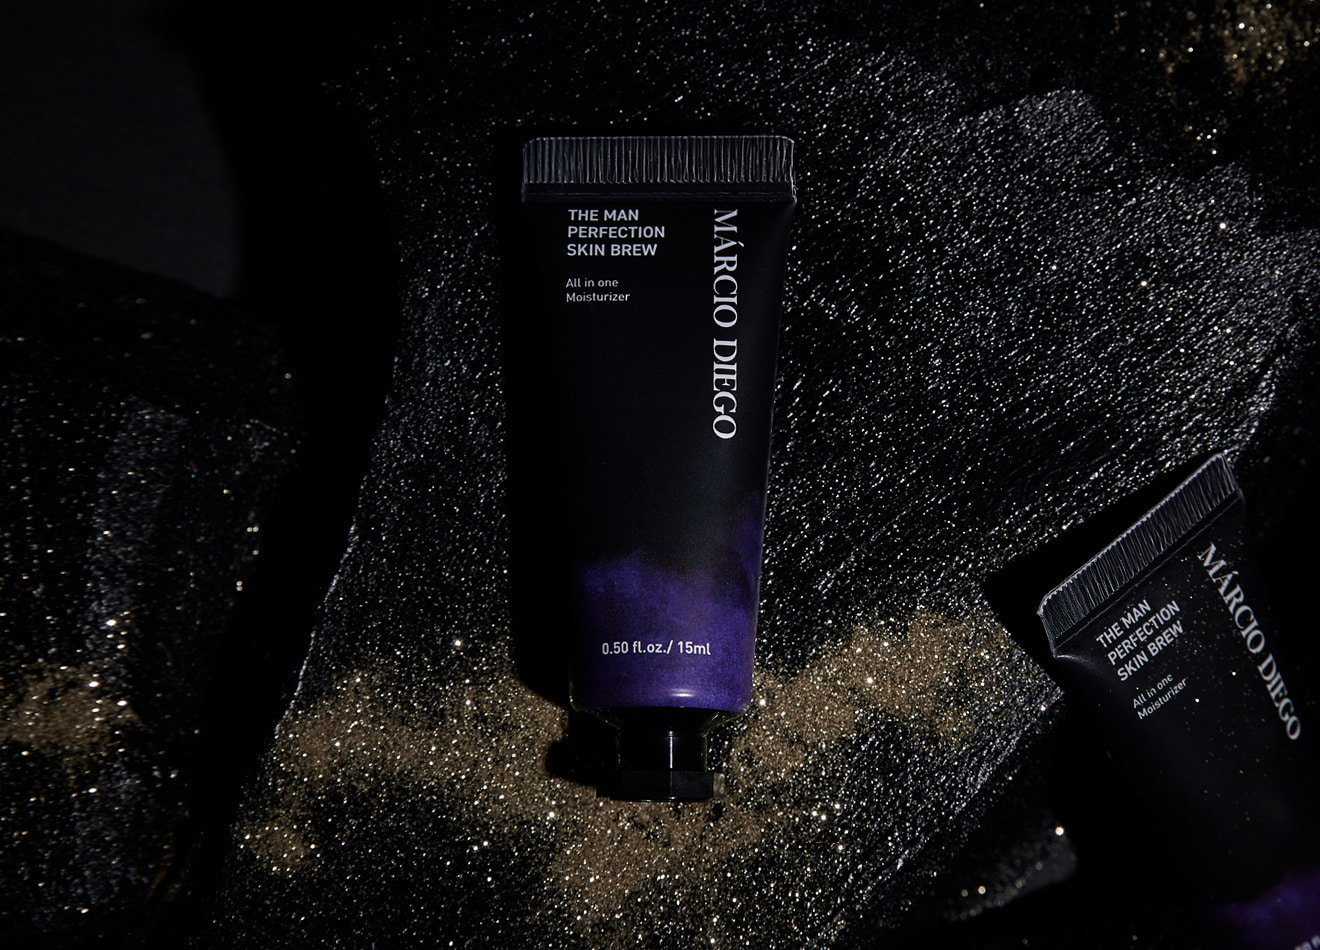 THE MAN
PERFECTION
SKIN BREW
All in one
Moisturizer
MÁRCIO DIEGO
0.50 fl.oz./ 15ml
THE MAN
PERFECTION
SKIN BREW
All in one
Moisturizer
MÁRCIO DIEGO